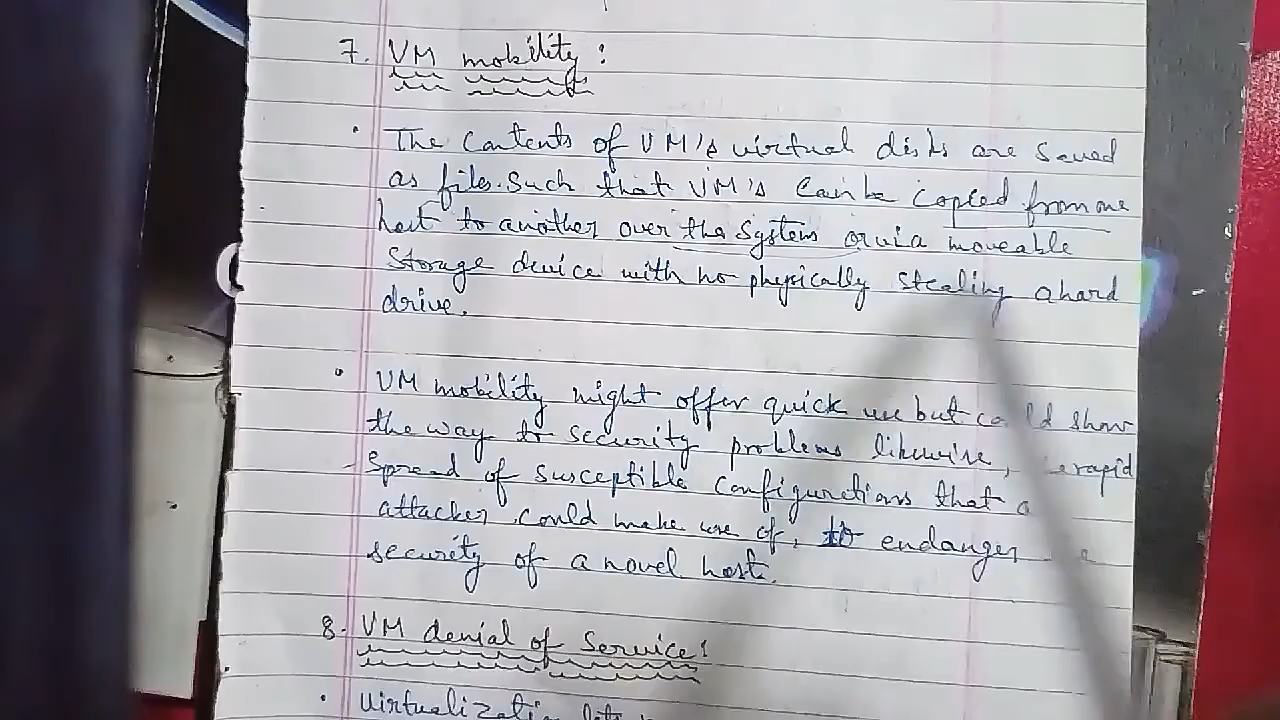 7. VM mobility:
• The contents of VM's virtual disks are saved
as files. Such that VM's can be copied from one
host to another over the system or via moveable
storage device with no physically stealing a hard
drive.
• VM mobility might offer quick use but could show
the way to security problems likewise, rapid
spread of susceptible configurations that a
attacker could make use of, to endanger
security of a novel host.
8. VM denial of Service:
• Virtualization